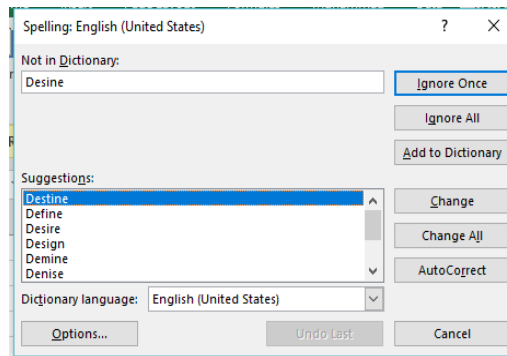 Spelling: English (United States) ? X
Not in Dictionary:
Desine
Ignore Once
Ignore All
Add to Dictionary
Suggestions:
Destine
Define
Desire
Design
Demine
Denise
Change
Change All
AutoCorrect
Dictionary language: English (United States)
Options... Undo Last Cancel